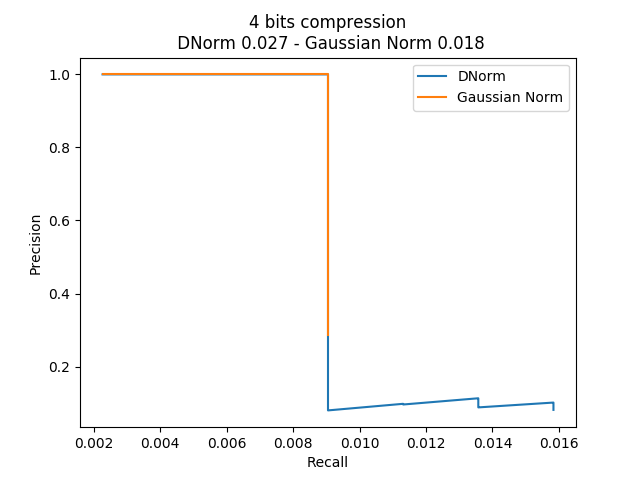 4 bits compression
DNorm 0.027 - Gaussian Norm 0.018
DNorm
Gaussian Norm
1.0
0.8
0.6
0.4
0.2
Precision
0.002 0.004 0.006 0.008 0.010 0.012 0.014 0.016
Recall